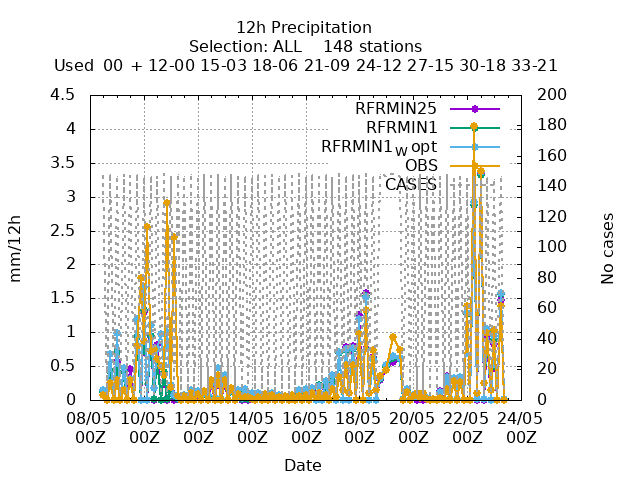 12h Precipitation
Selection: ALL 148 stations
Used 00 + 12-00 15-03 18-06 21-09 24-12 27-15 30-18 33-21
4.5 200
RFRMIN25
4 180
RFRMIN1
RFRMIN1w opt
3.5 160
OBS
CASES
3 140
2.5 120
100
2 80
1.5 60
1 40
0.5 20
0 0
mm/12h
No cases
08/05 10/05 12/05 14/05 16/05 18/05 20/05 22/05 24/05
00Z 00Z 00Z 00Z 00Z 00Z 00Z 00Z 00Z
Date